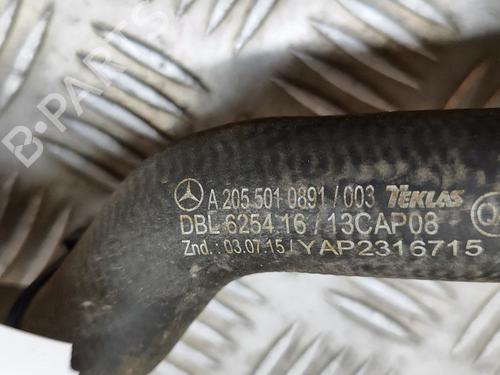 B-PARTS
A 205 501 0891 / 003 TEKLAS
DBL 6254 16 / 13CAP08
Znd.: 03.07.15 / YAP2316715